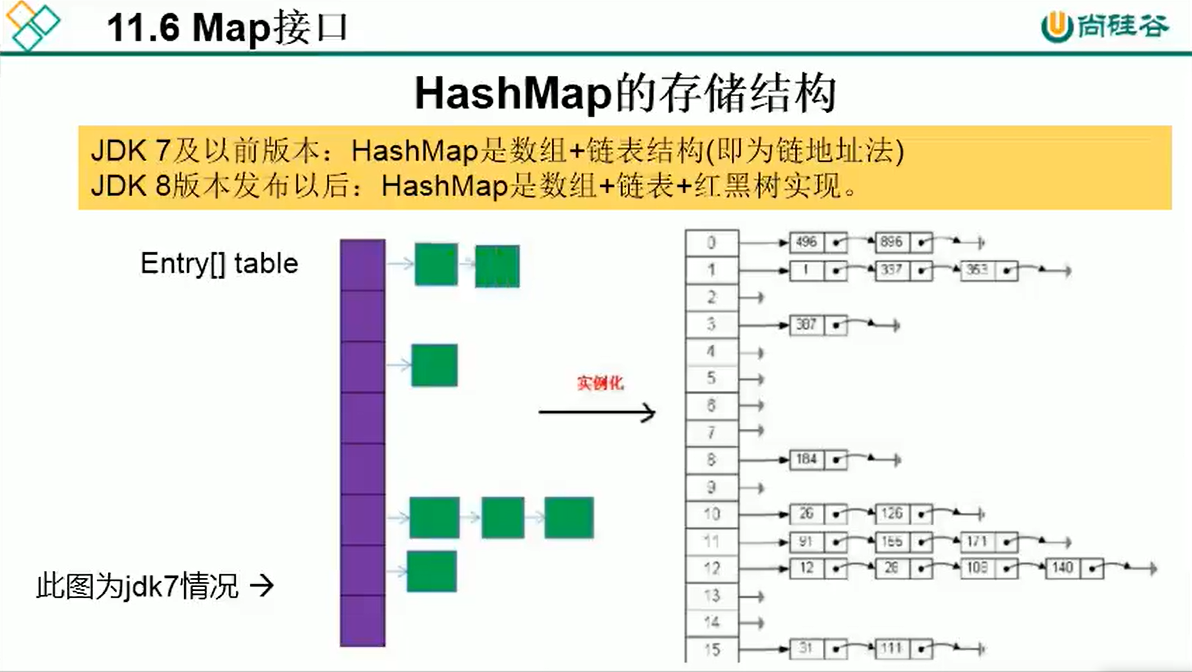 11.6 Map接口
尚硅谷
HashMap的存储结构
JDK 7及以前版本：HashMap是数组+链表结构(即为链地址法)
JDK 8版本发布以后：HashMap是数组+链表+红黑树实现。
Entry[] table
实例化
此图为jdk7情况 →
0 496 896
1 1 337 353
2
3 387
4
5
6
7
8 184
9
10 26 126
11 91 171
12 12 28 108 140
13
14
15 31 111